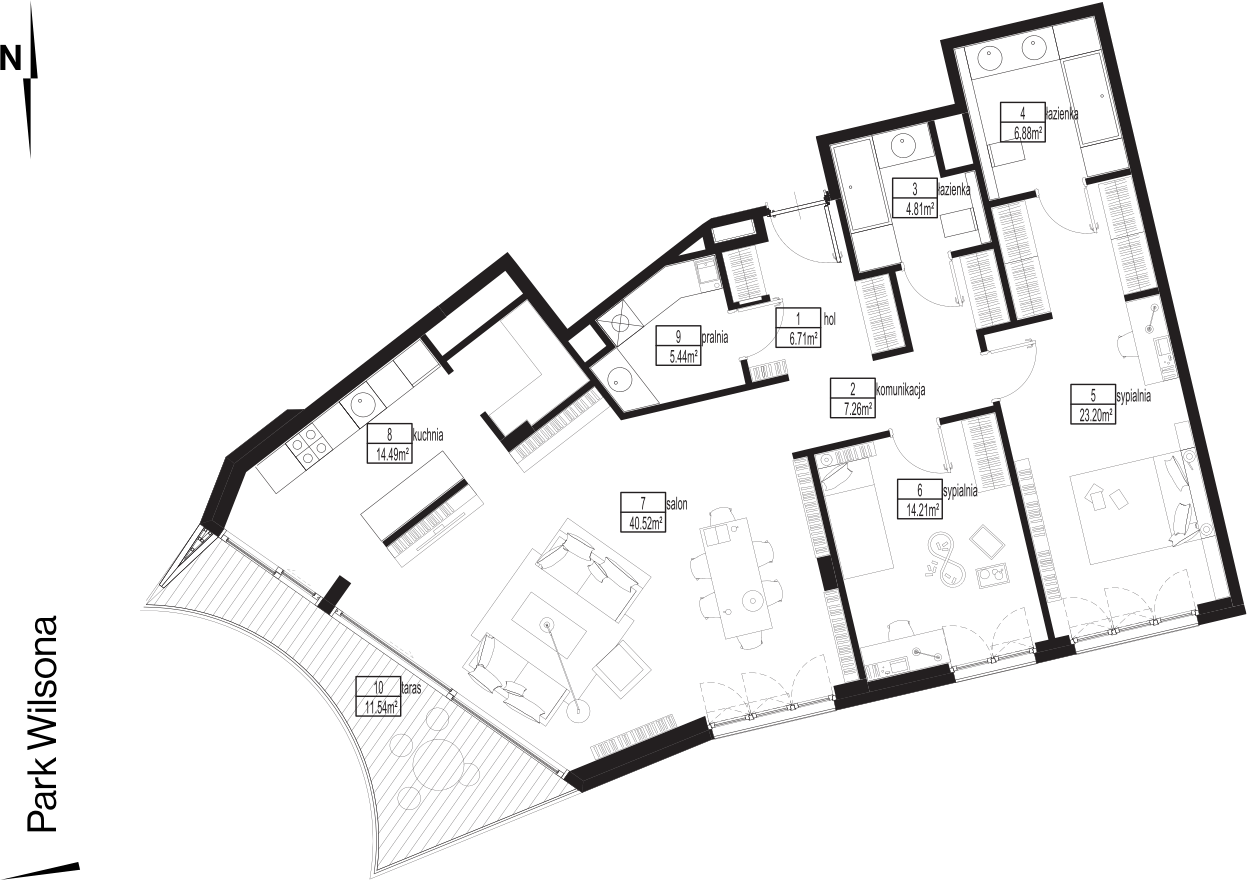 N
4 łazienka
6.88m²
3 łazienka
4.81m²
1 hol
6.71m²
9 pralnia
5.44m²
2 komunikacja
7.26m²
5 sypialnia
23.20m²
8 kuchnia
14.49m²
6 sypialnia
14.21m²
7 salon
40.52m²
10 taras
11.54m²
Park Wilsona